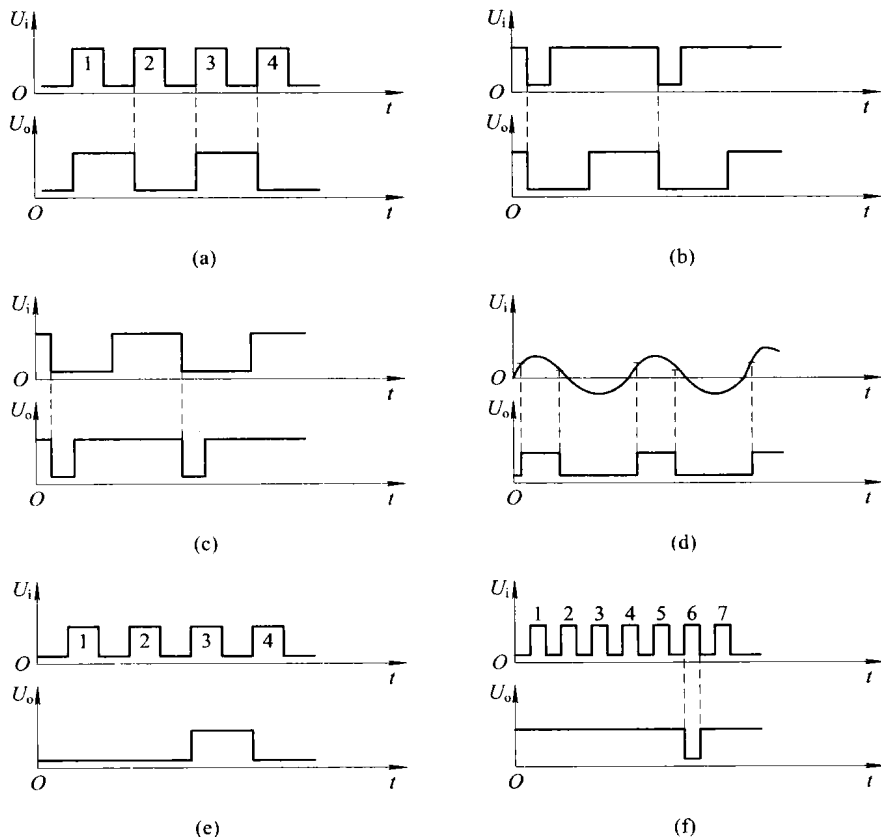 Ui
1 2 3 4
O t
Uo
O t
(a)
Ui
O t
Uo
O t
(b)
Ui
O t
Uo
O t
(c)
Ui
O t
Uo
O t
(d)
Ui
1 2 3 4
O t
Uo
O t
(e)
Ui
1 2 3 4 5 6 7
O t
Uo
O t
(f)